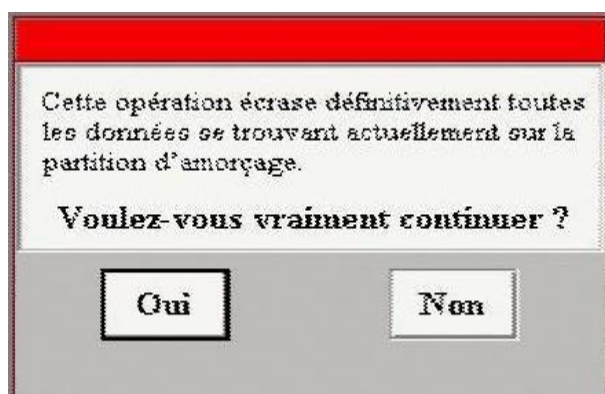 Cette opération écrase définitivement toutes
les données se trouvant actuellement sur la
partition d'amorçage.
Voulez-vous vraiment continuer ?
Oui
Non